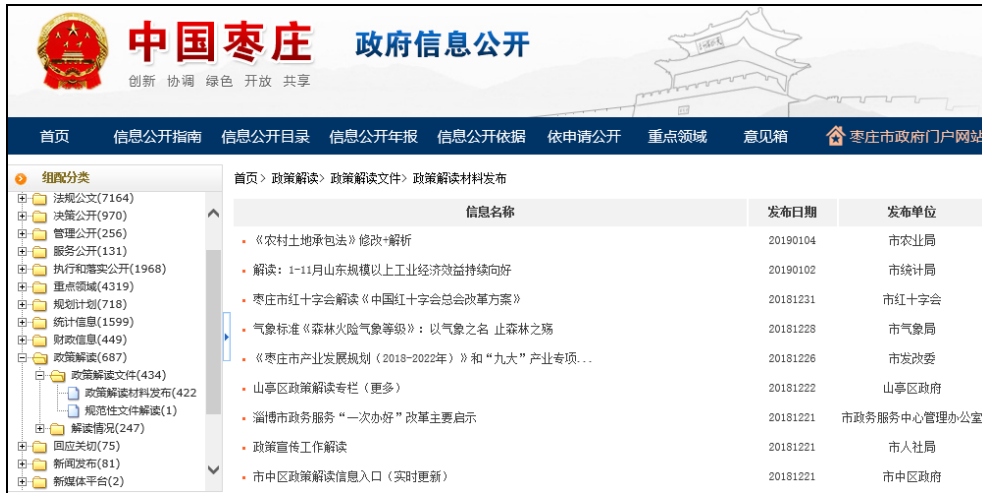 中国枣庄 政府信息公开
创新 协调 绿色 开放 共享
首页 信息公开指南 信息公开目录 信息公开年报 信息公开依据 依申请公开 重点领域 意见箱 枣庄市政府门户网站
组配分类
法规公文(7164)
决策公开(970)
管理公开(256)
服务公开(131)
执行和落实公开(1968)
重点领域(4319)
规划计划(718)
统计信息(1599)
财政信息(449)
政策解读(687)
政策解读文件(434)
政策解读材料发布(422
规范性文件解读(1)
解读情况(247)
回应关切(75)
新闻发布(81)
新媒体平台(2)
首页> 政策解读> 政策解读文件> 政策解读材料发布
信息名称 发布日期 发布单位
《农村土地承包法》修改+解析 20190104 市农业局
解读：1-11月山东规模以上工业经济效益持续向好 20190102 市统计局
枣庄市红十字会解读《中国红十字会总会改革方案》 20181231 市红十字会
气象标准《森林火险气象等级》：以气象之名 止森林之殇 20181228 市气象局
《枣庄市产业发展规划（2018-2022年）》和“九大”产业专项... 20181226 市发改委
山亭区政策解读专栏（更多） 20181222 山亭区政府
淄博市政务服务“一次办好”改革主要启示 20181221 市政务服务中心管理办公室
政策宣传工作解读 20181221 市人社局
市中区政策解读信息入口（实时更新） 20181221 市中区政府